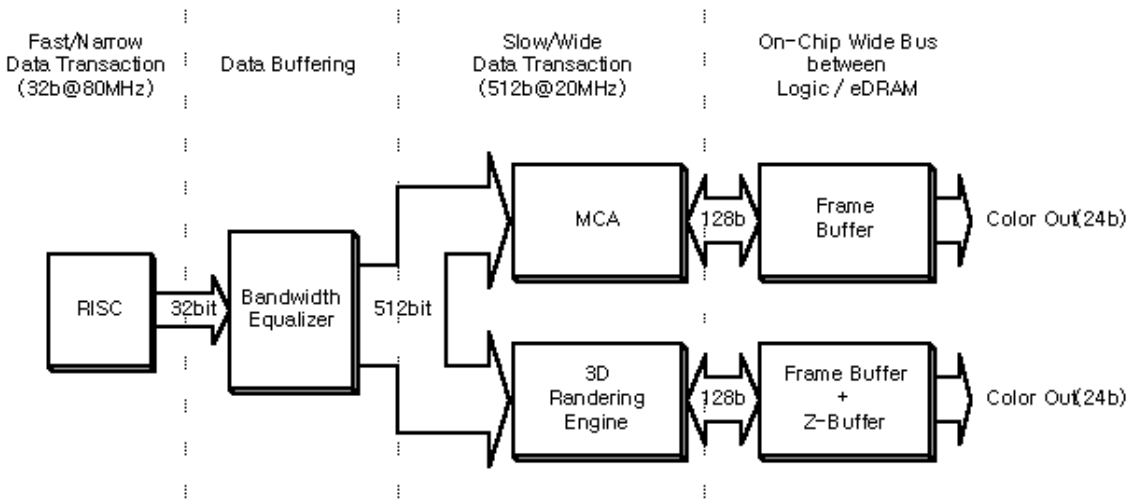 Fast/Narrow
Data Transaction
(32b@80MHz)
Data Buffering
Slow/Wide
Data Transaction
(512b@20MHz)
On-Chip Wide Bus
between
Logic / eDRAM
RISC
32bit
Bandwidth
Equalizer
512bit
MCA
128b
Frame
Buffer
Color Out(24b)
3D
Randering
Engine
128b
Frame Buffer
+
Z-Buffer
Color Out(24b)